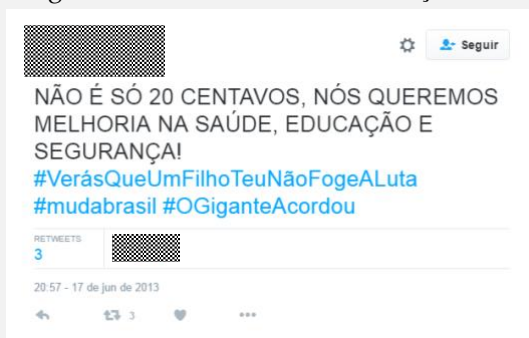 Seguir
NÃO É SÓ 20 CENTAVOS, NÓS QUEREMOS
MELHORIA NA SAÚDE, EDUCAÇÃO E
SEGURANÇA!
#VerásQueUmFilhoTeuNãoFogeALuta
#mudabrasil #OGiganteAcordou
RETWEETS
3
20:57 - 17 de jun de 2013
3